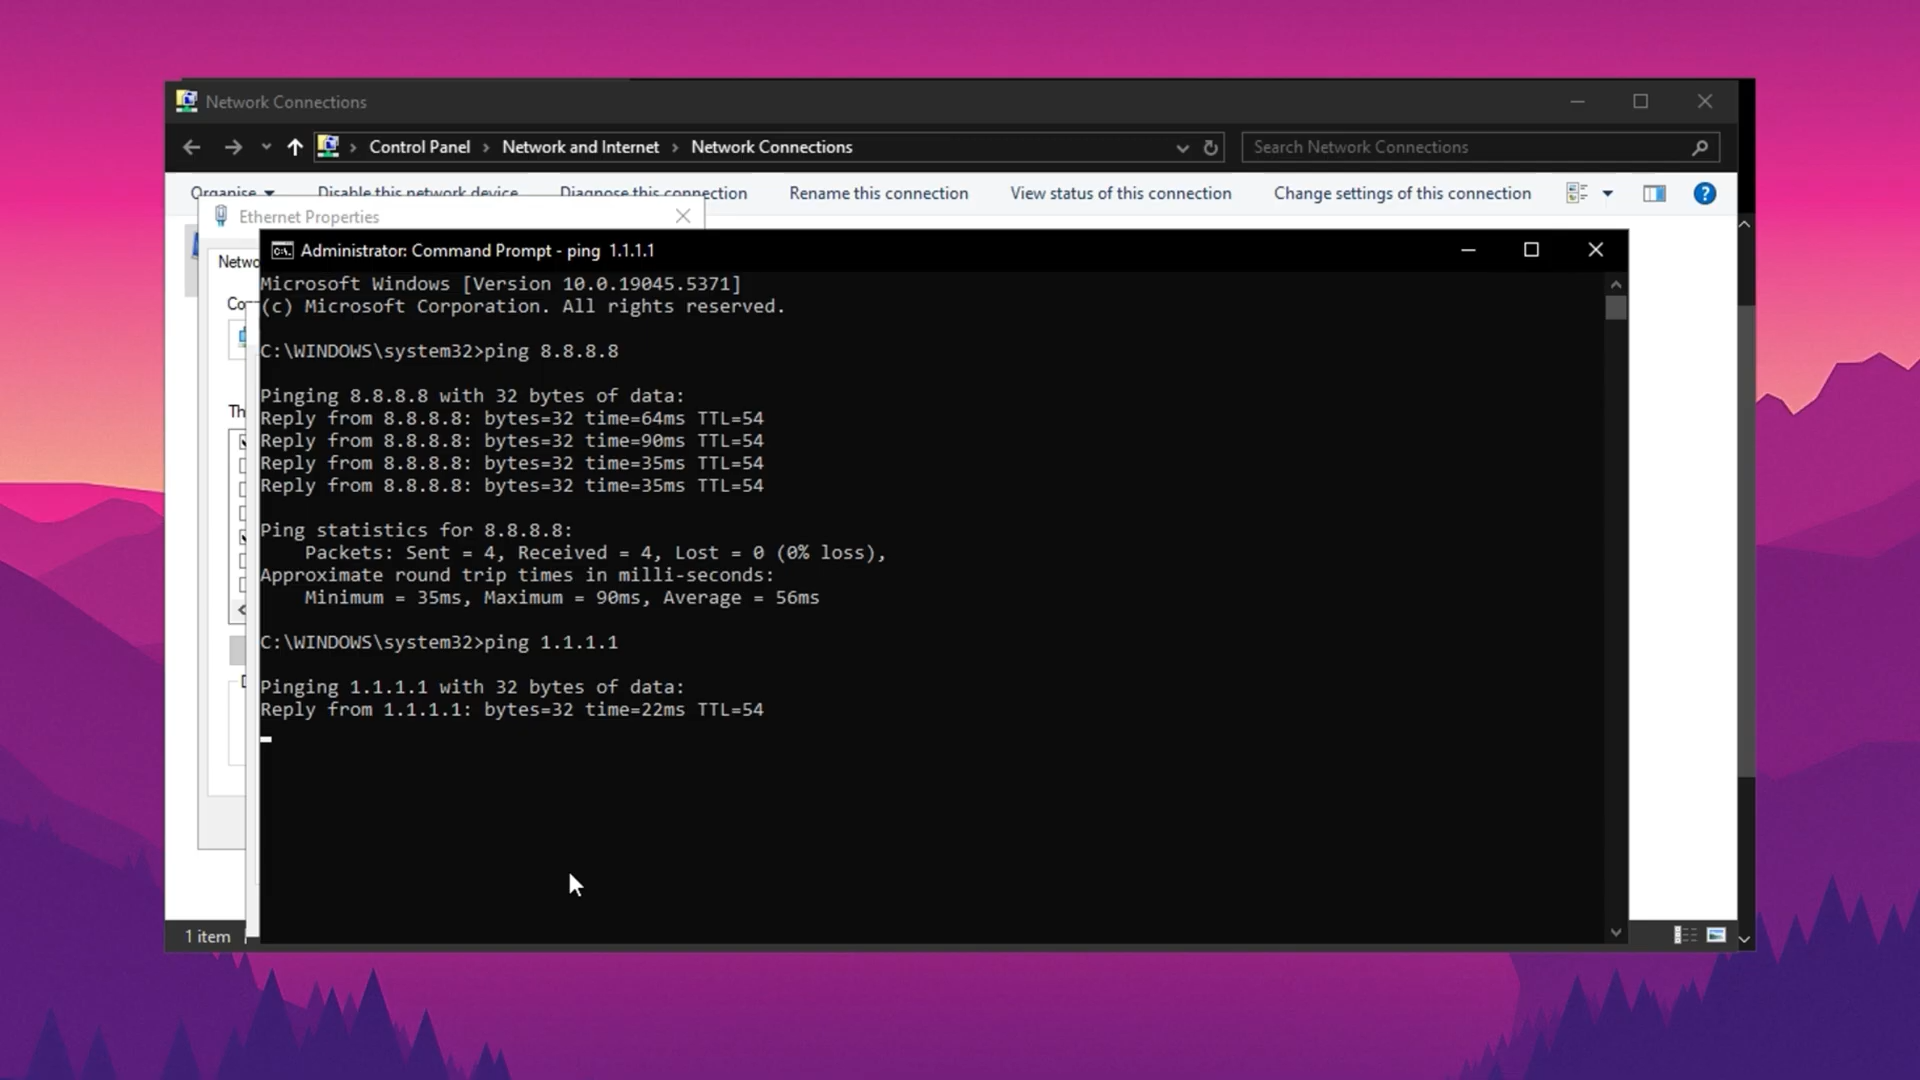 Network Connections
Control Panel > Network and Internet > Network Connections
Search Network Connections
Organise Disable this network device Diagnose this connection Rename this connection View status of this connection Change settings of this connection
Ethernet Properties
Administrator: Command Prompt - ping 1.1.1.1
Microsoft Windows [Version 10.0.19045.5371]
(c) Microsoft Corporation. All rights reserved.
C:\WINDOWS\system32>ping 8.8.8.8
Pinging 8.8.8.8 with 32 bytes of data:
Reply from 8.8.8.8: bytes=32 time=64ms TTL=54
Reply from 8.8.8.8: bytes=32 time=90ms TTL=54
Reply from 8.8.8.8: bytes=32 time=35ms TTL=54
Reply from 8.8.8.8: bytes=32 time=35ms TTL=54
Ping statistics for 8.8.8.8:
Packets: Sent = 4, Received = 4, Lost = 0 (0% loss),
Approximate round trip times in milli-seconds:
Minimum = 35ms, Maximum = 90ms, Average = 56ms
C:\WINDOWS\system32>ping 1.1.1.1
Pinging 1.1.1.1 with 32 bytes of data:
Reply from 1.1.1.1: bytes=32 time=22ms TTL=54
1 item